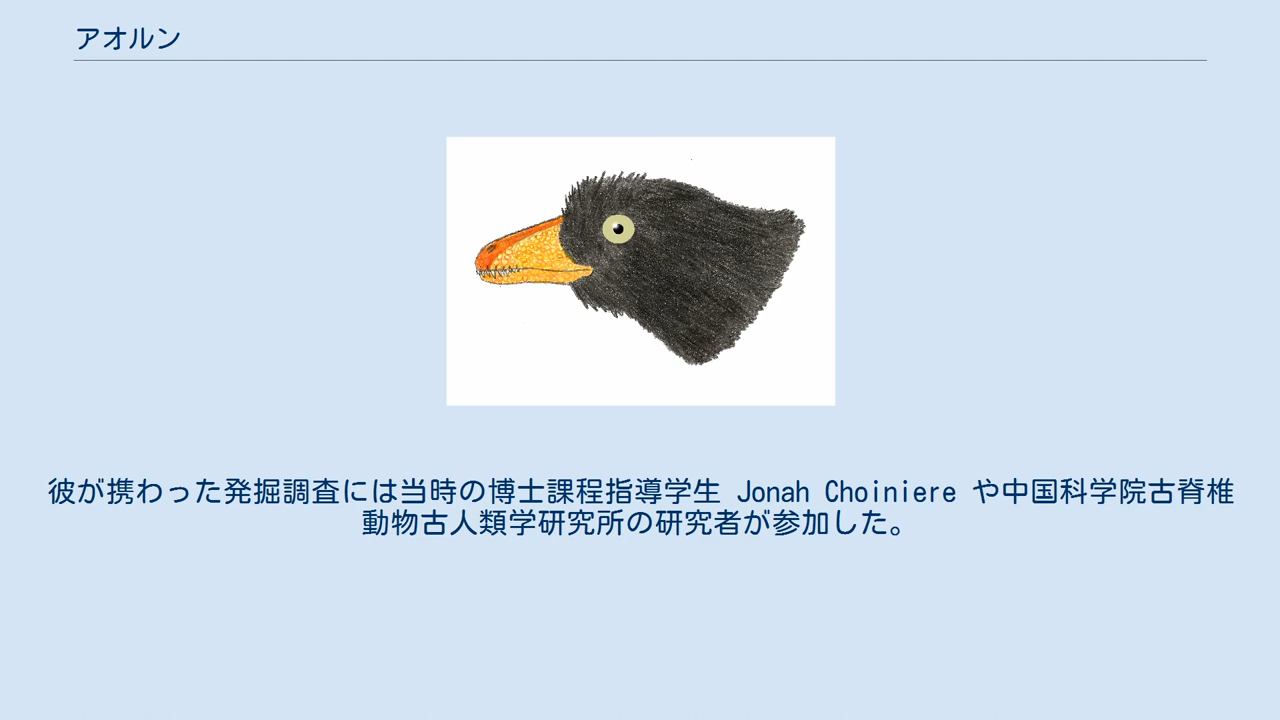 アオルン
彼が携わった発掘調査には当時の博士課程指導学生 Jonah Choiniere や中国科学院古脊椎
動物古人類学研究所の研究者が参加した。